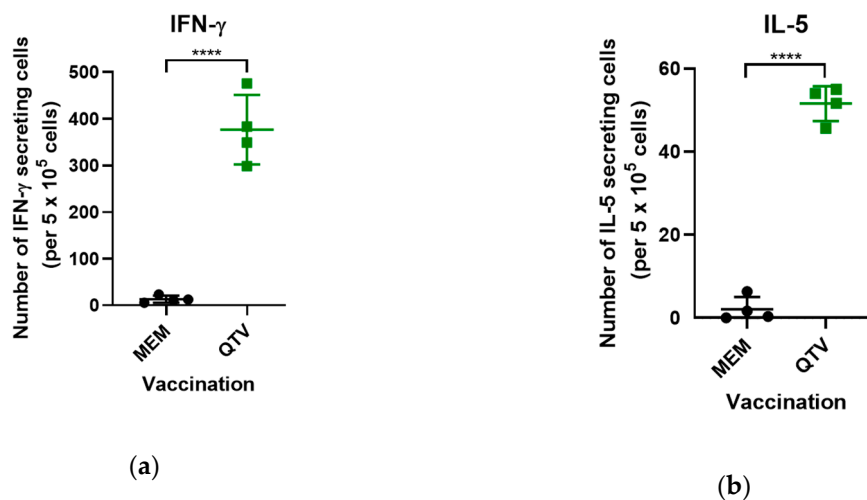 IFN-γ
****
Number of IFN-γ secreting cells
(per 5 x 10⁵ cells)
500
400
300
200
100
0
MEM
QTV
Vaccination
(a)
IL-5
****
Number of IL-5 secreting cells
(per 5 x 10⁵ cells)
60
40
20
0
MEM
QTV
Vaccination
(b)